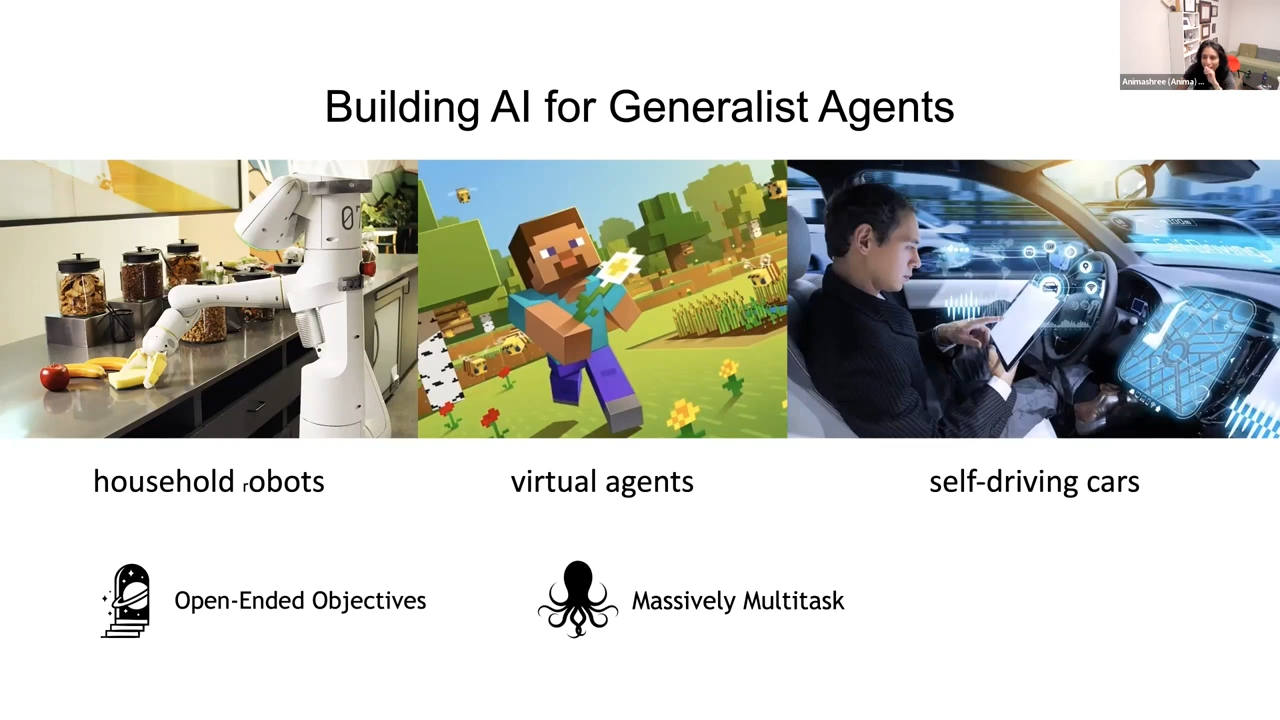 Building AI for Generalist Agents
Animashree (Anima) ...
07
household robots
virtual agents
self-driving cars
Open-Ended Objectives
Massively Multitask